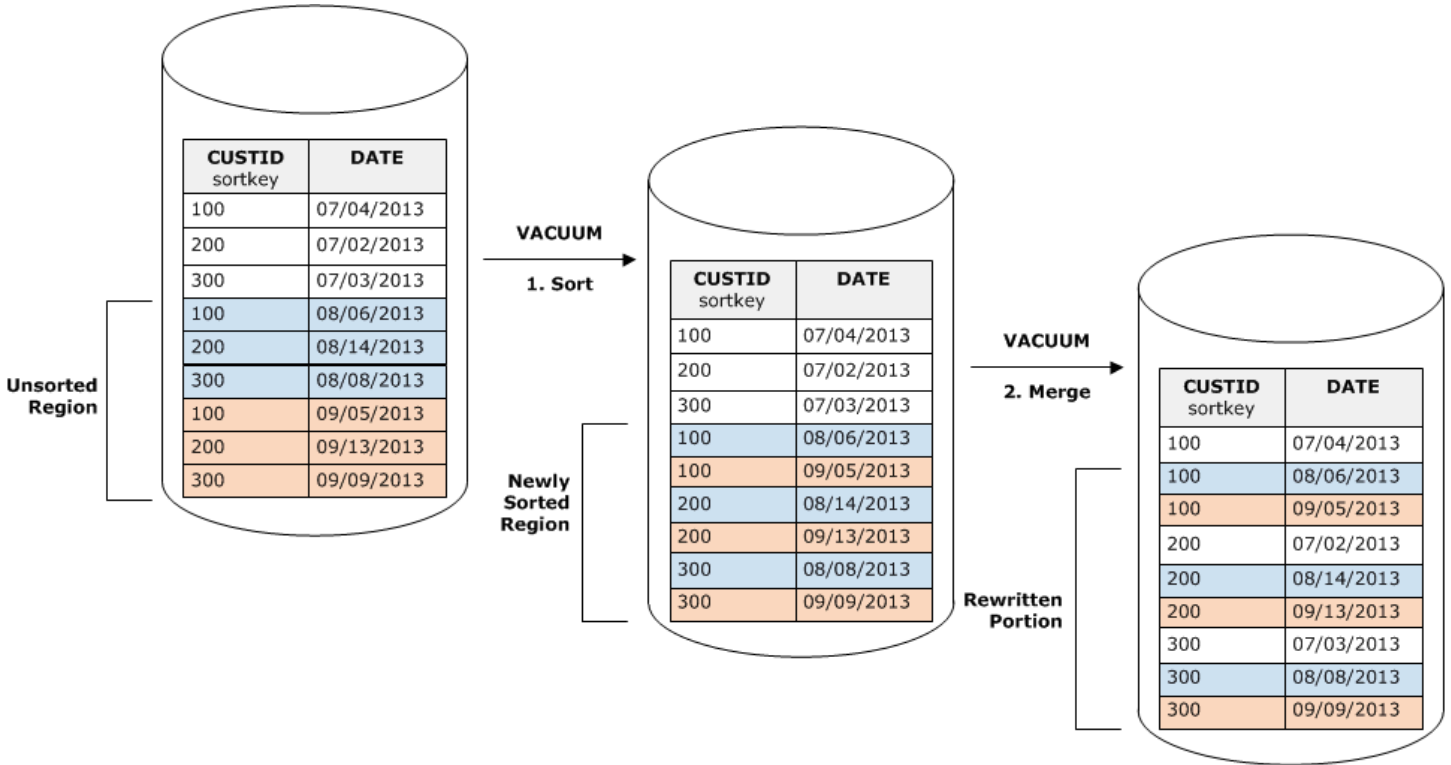 CUSTID DATE
sortkey
100 07/04/2013
200 07/02/2013
300 07/03/2013
100 08/06/2013
200 08/14/2013
300 08/08/2013
100 09/05/2013
200 09/13/2013
300 09/09/2013
Unsorted
Region
VACUUM
1. Sort
CUSTID DATE
sortkey
100 07/04/2013
200 07/02/2013
300 07/03/2013
100 08/06/2013
100 09/05/2013
200 08/14/2013
200 09/13/2013
300 08/08/2013
300 09/09/2013
Newly
Sorted
Region
VACUUM
2. Merge
CUSTID DATE
sortkey
100 07/04/2013
100 08/06/2013
100 09/05/2013
200 07/02/2013
200 08/14/2013
200 09/13/2013
300 07/03/2013
300 08/08/2013
300 09/09/2013
Rewritten
Portion